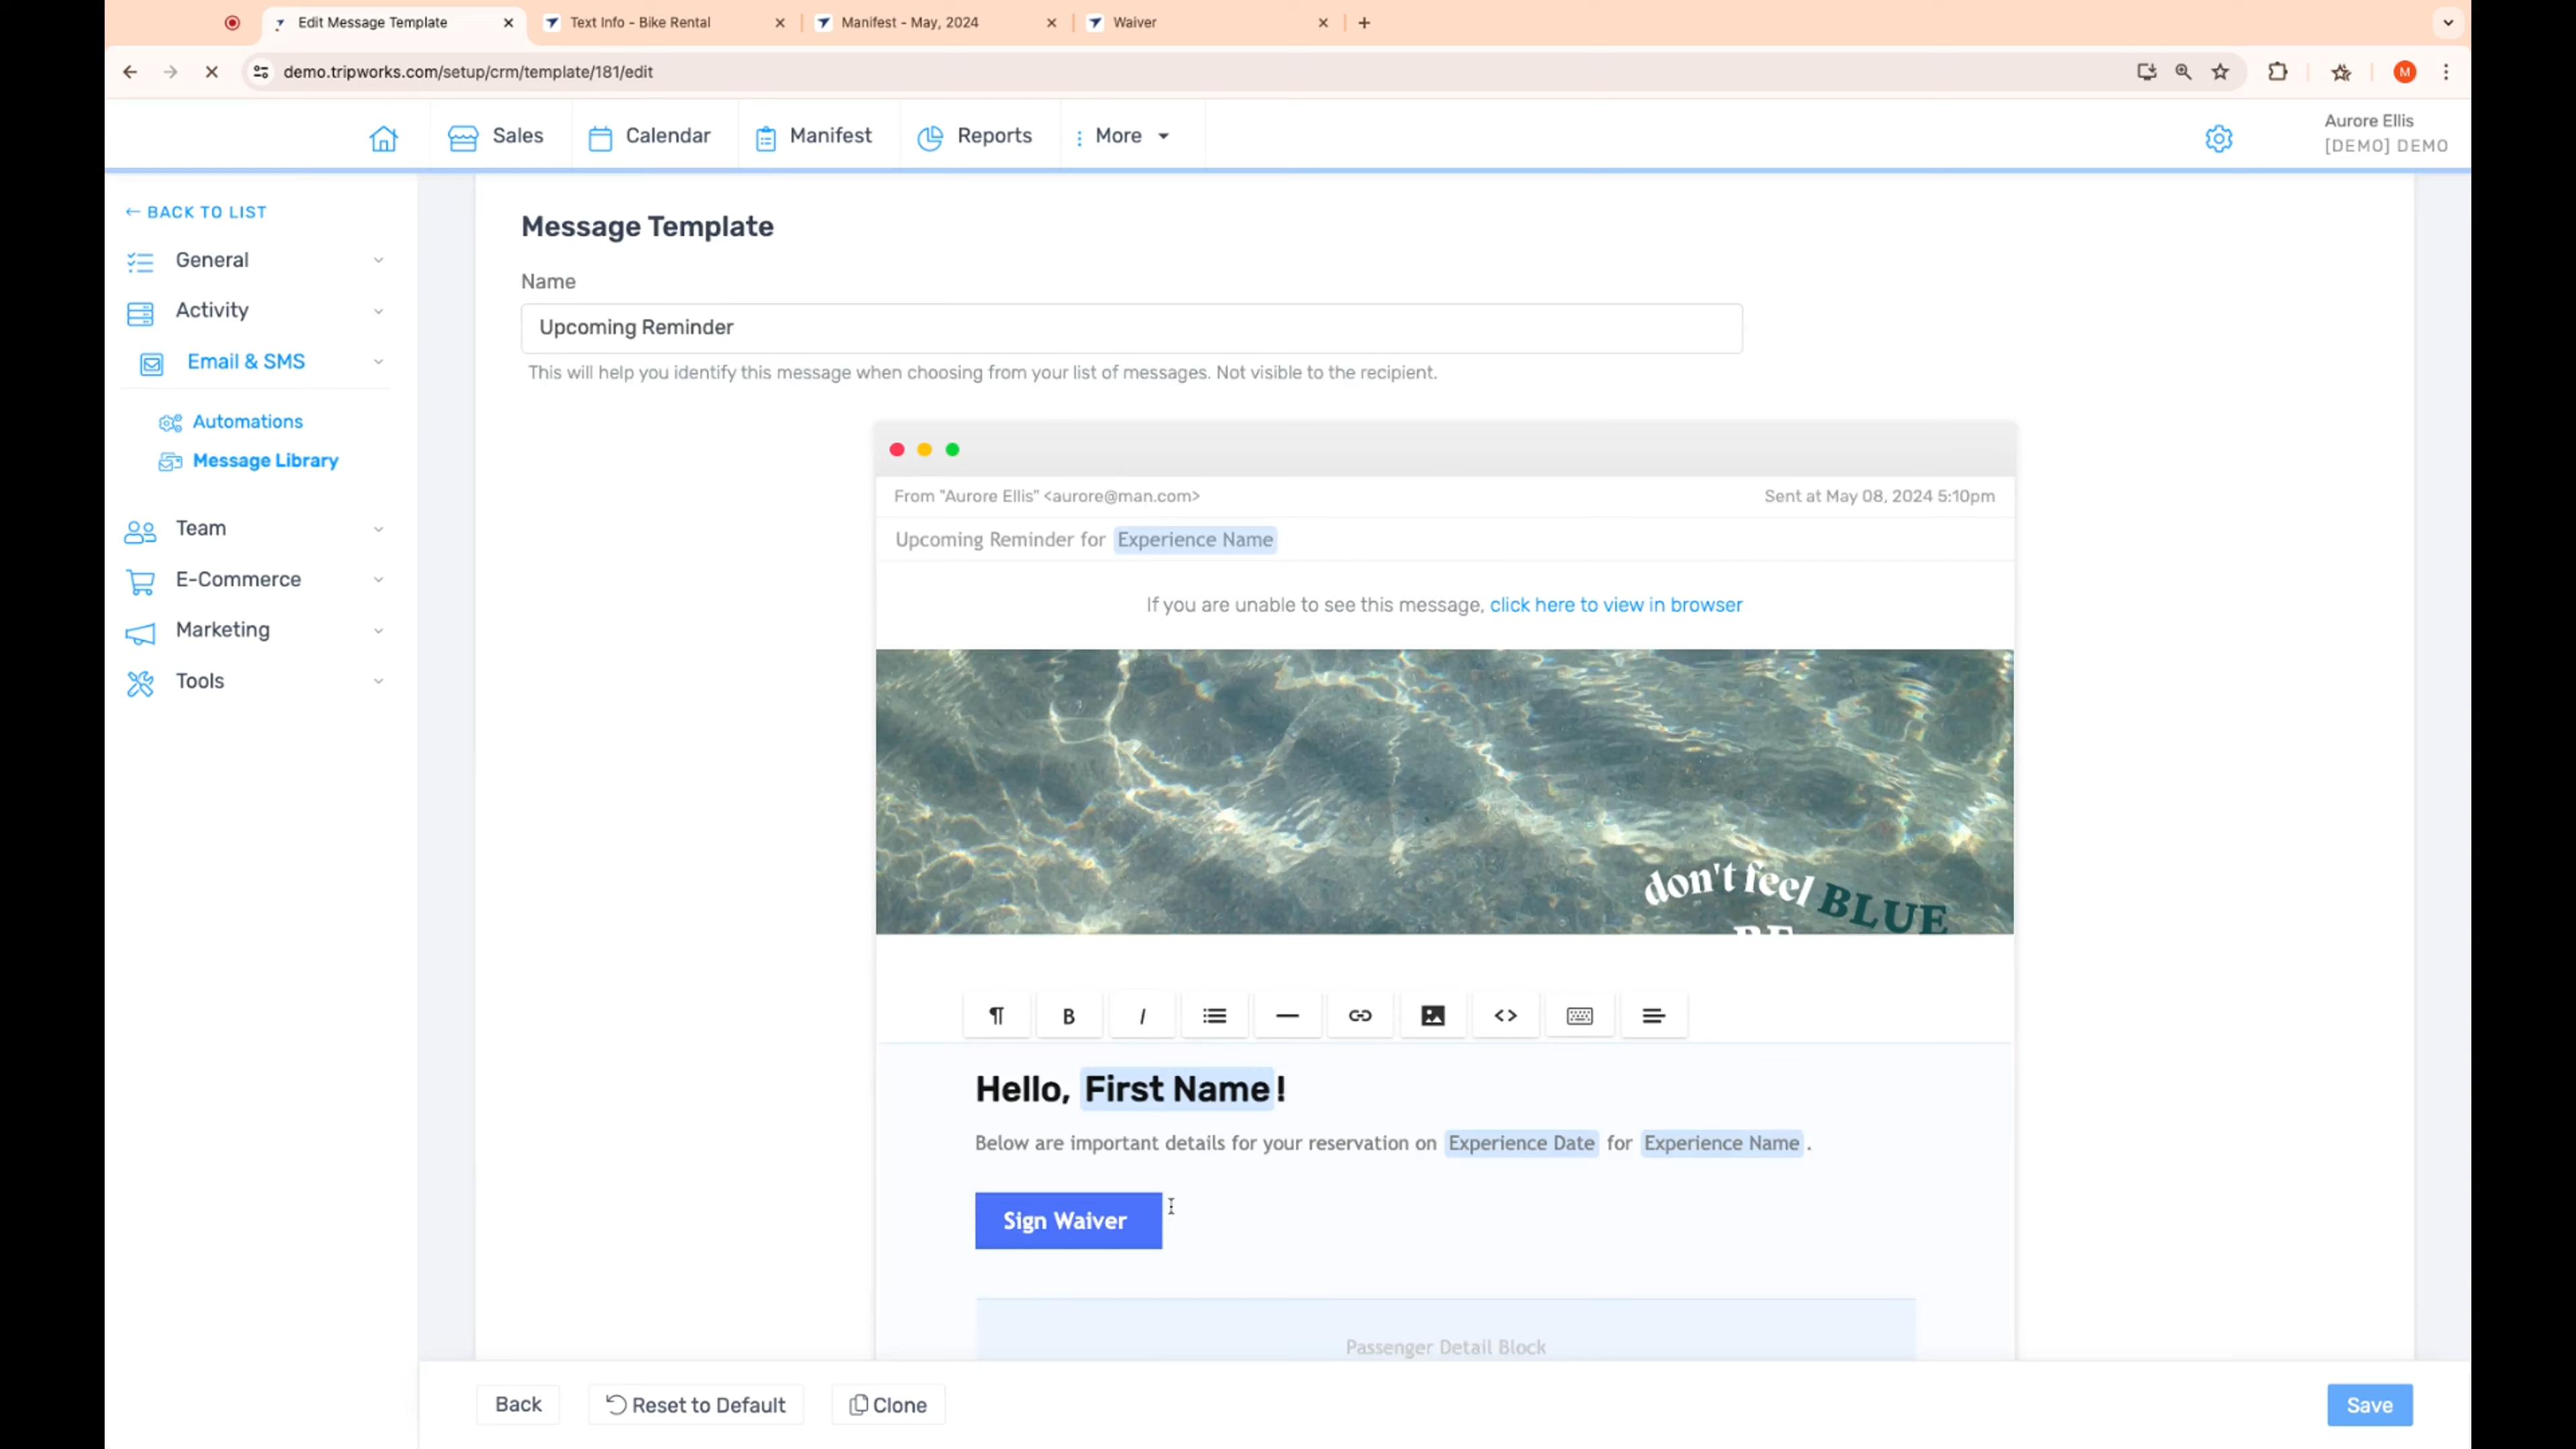 Edit Message Template
Text Info - Bike Rental
Manifest - May, 2024
Waiver
demo.tripworks.com/setup/crm/template/181/edit
M
Sales
Calendar
Manifest
Reports
More
Aurore Ellis
[DEMO] DEMO
← BACK TO LIST
General
Activity
Email & SMS
Automations
Message Library
Team
E-Commerce
Marketing
Tools
Message Template
Name
Upcoming Reminder
This will help you identify this message when choosing from your list of messages. Not visible to the recipient.
From "Aurore Ellis" <aurore@man.com>
Sent at May 08, 2024 5:10pm
Upcoming Reminder for Experience Name
If you are unable to see this message, click here to view in browser
don't feel BLUE
BE
Hello, First Name!
Below are important details for your reservation on Experience Date for Experience Name.
Sign Waiver
Passenger Detail Block
Back
Reset to Default
Clone
Save